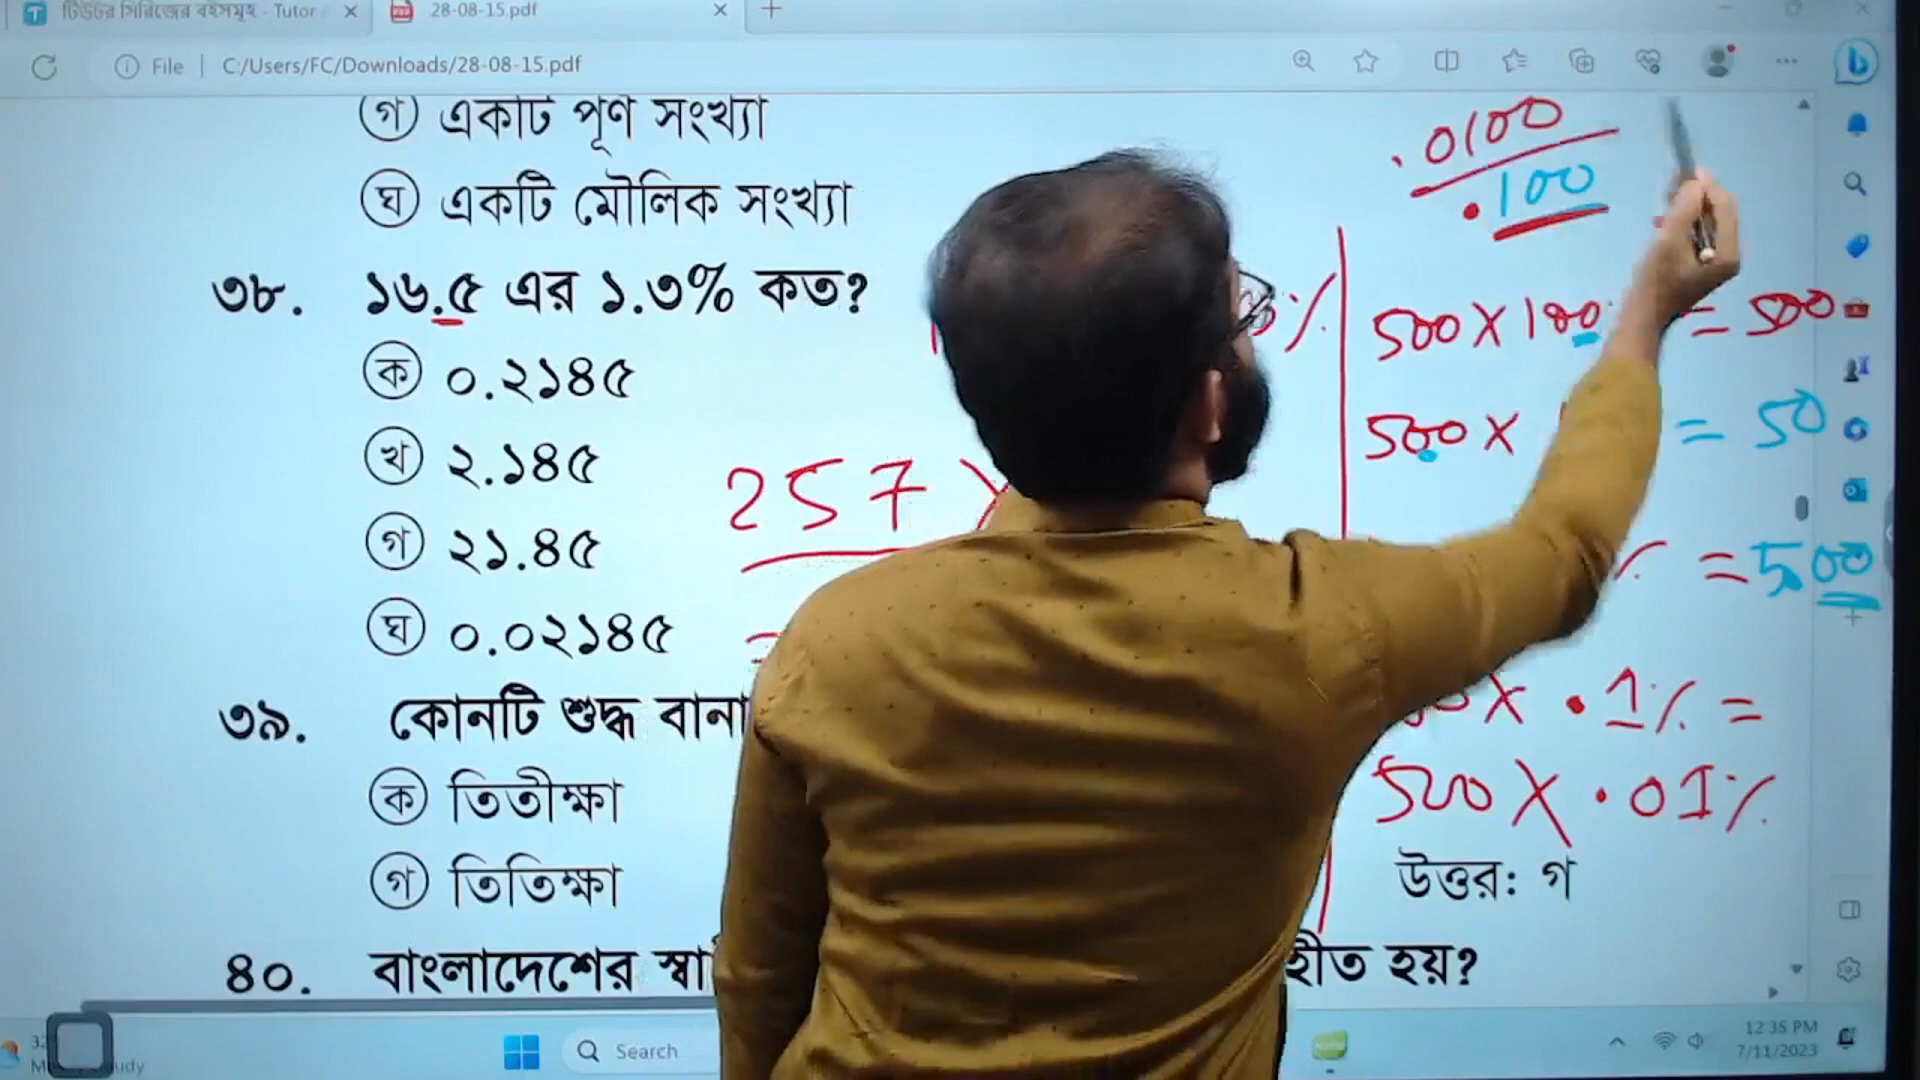 টিউটর সিরিজের বইসমূহ - Tutor
28-08-15.pdf
File | C:/Users/FC/Downloads/28-08-15.pdf
গ একটি পূর্ণ সংখ্যা
.0100
ঘ একটি মৌলিক সংখ্যা
.100
৩৮. ১৬.৫ এর ১.৩% কত?
%
500 X 100 = 500
ক ০.২১৪৫
500 X = 50
খ ২.১৪৫
257 X
গ ২১.৪৫
% = 500
ঘ ০.০২১৪৫
=
৩৯. কোনটি শুদ্ধ
X .1% =
ক তিতীক্ষা
500 X .01%
গ তিতিক্ষা
উত্তর: গ
৪০. বাংলাদেশের
হয়?
Search
12:35 PM
7/11/2023